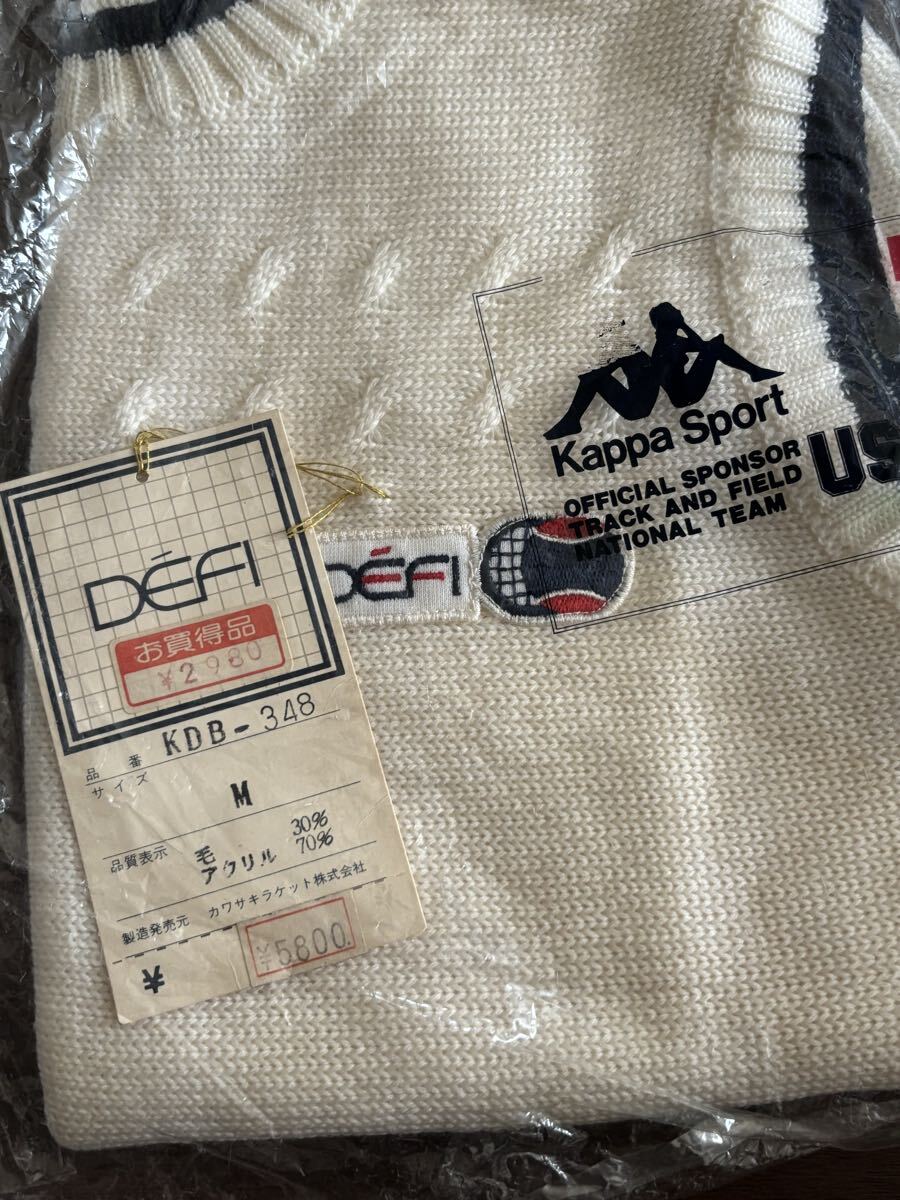 DÉFI
お買得品
¥2980
品番 KDB-348
サイズ
M
品質表示 毛 30%
アクリル 70%
製造発売元 カワサキラケット株式会社
¥
¥5800
DÉFI
Kappa Sport
OFFICIAL SPONSOR
TRACK AND FIELD
NATIONAL TEAM
US